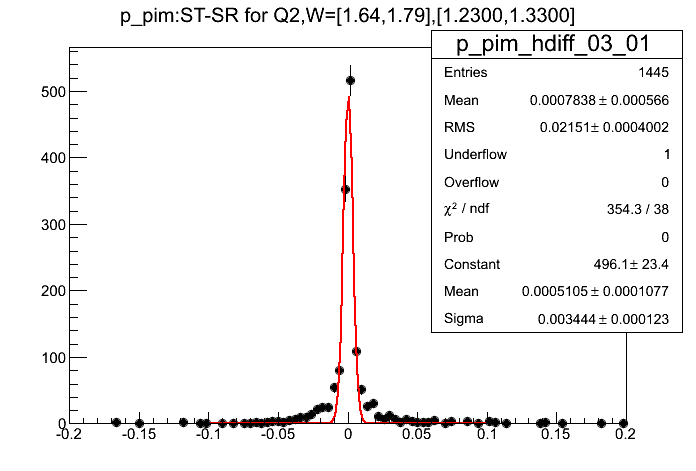 p_pim:ST-SR for Q2,W=[1.64,1.79],[1.2300,1.3300]
p_pim_hdiff_03_01
Entries 1445
Mean 0.0007838 ± 0.000566
RMS 0.02151 ± 0.0004002
Underflow 1
Overflow 0
χ² / ndf 354.3 / 38
Prob 0
Constant 496.1 ± 23.4
Mean 0.0005105 ± 0.0001077
Sigma 0.003444 ± 0.000123
500
400
300
200
100
0
-0.2 -0.15 -0.1 -0.05 0 0.05 0.1 0.15 0.2